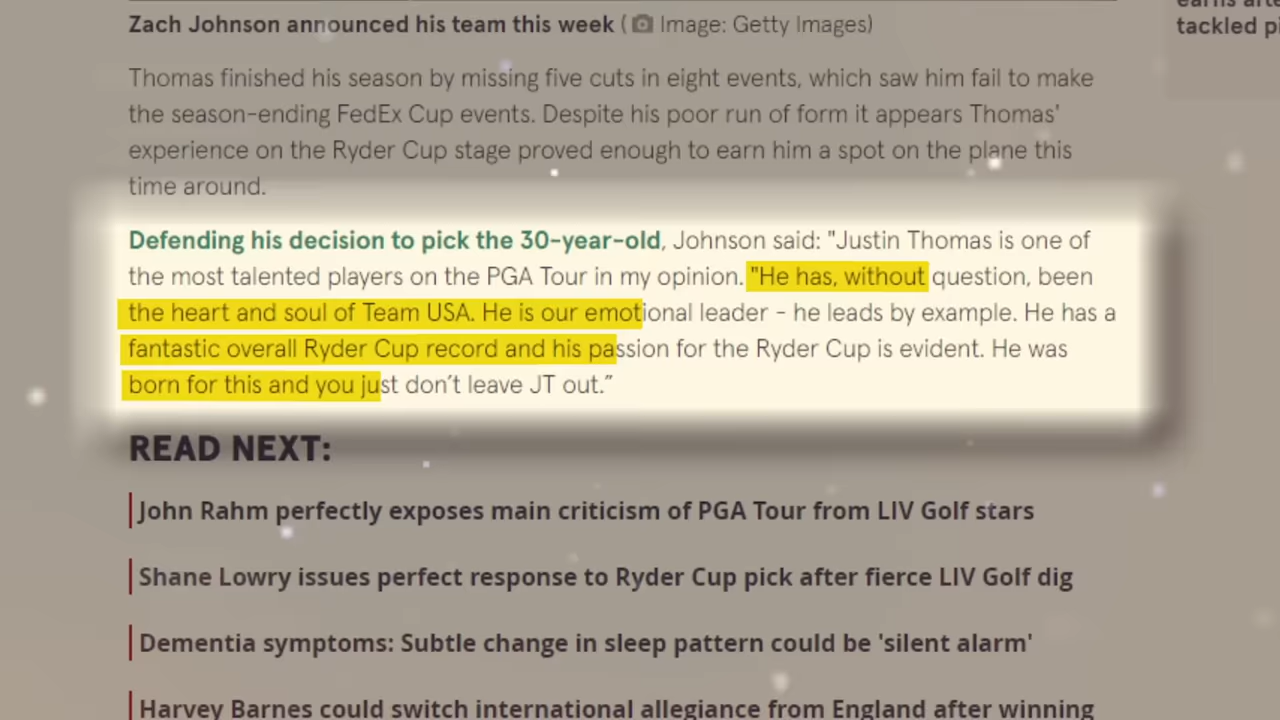 Zach Johnson announced his team this week ( Image: Getty Images)
tackled
Thomas finished his season by missing five cuts in eight events, which saw him fail to make
the season-ending FedEx Cup events. Despite his poor run of form it appears Thomas'
experience on the Ryder Cup stage proved enough to earn him a spot on the plane this
time around.
Defending his decision to pick the 30-year-old, Johnson said: "Justin Thomas is one of
the most talented players on the PGA Tour in my opinion. "He has, without question, been
the heart and soul of Team USA. He is our emotional leader - he leads by example. He has a
fantastic overall Ryder Cup record and his passion for the Ryder Cup is evident. He was
born for this and you just don't leave JT out.”
READ NEXT:
John Rahm perfectly exposes main criticism of PGA Tour from LIV Golf stars
Shane Lowry issues perfect response to Ryder Cup pick after fierce LIV Golf dig
Dementia symptoms: Subtle change in sleep pattern could be 'silent alarm'
Harvey Barnes could switch international allegiance from England after winning